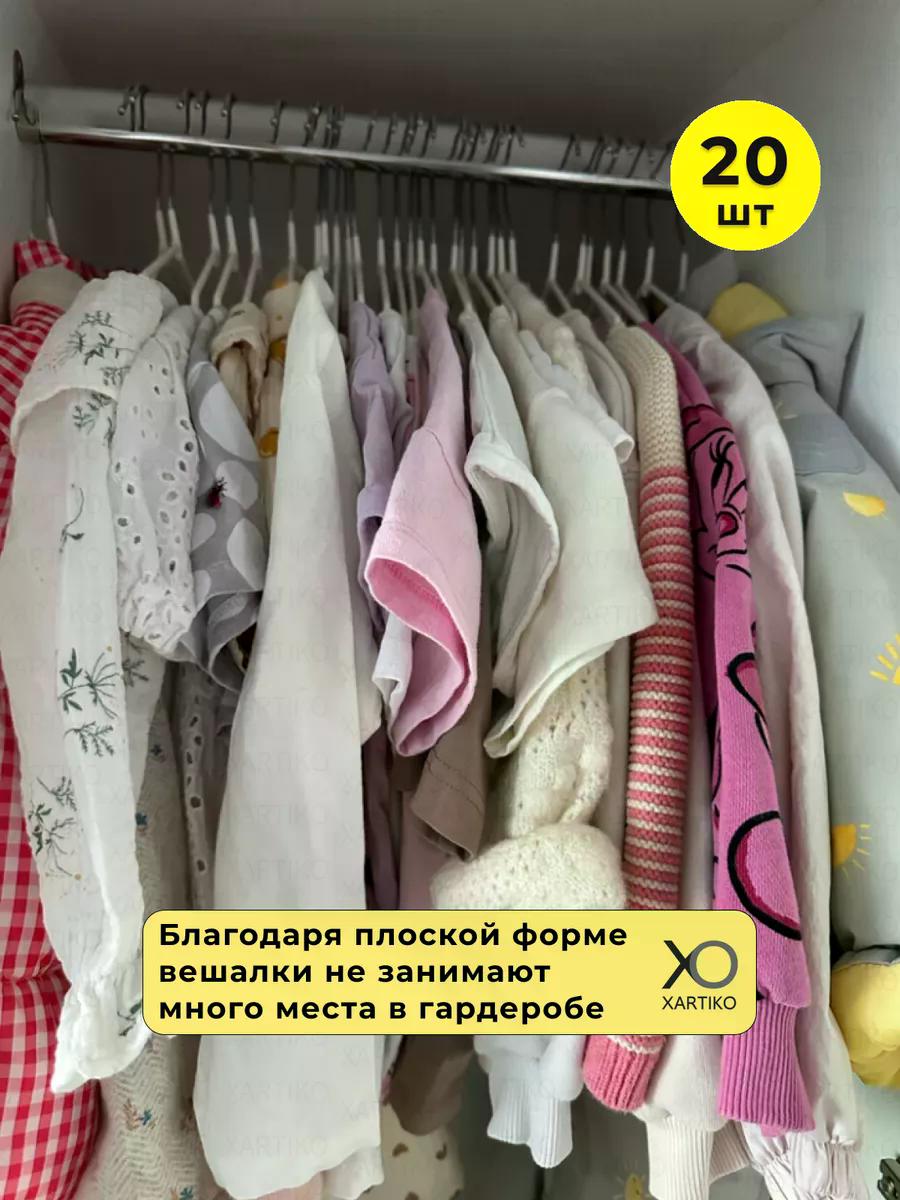 20
шт
Благодаря плоской форме
вешалки не занимают
много места в гардеробе
XO
XARTIKO